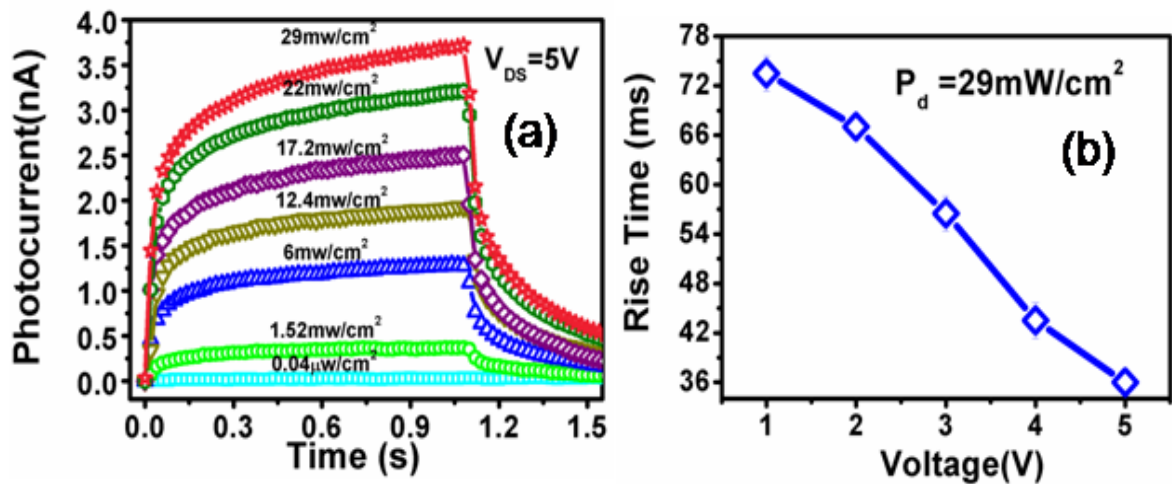 Photocurrent(nA)
4.0
3.5
3.0
2.5
2.0
1.5
1.0
0.5
0.0
29mw/cm²
22mw/cm²
17.2mw/cm²
12.4mw/cm²
6mw/cm²
1.52mw/cm²
0.04μw/cm²
V_DS=5V
(a)
0.0 0.3 0.6 0.9 1.2 1.5
Time (s)
Rise Time (ms)
78
72
66
60
54
48
42
36
P_d =29mW/cm²
(b)
1 2 3 4 5
Voltage(V)